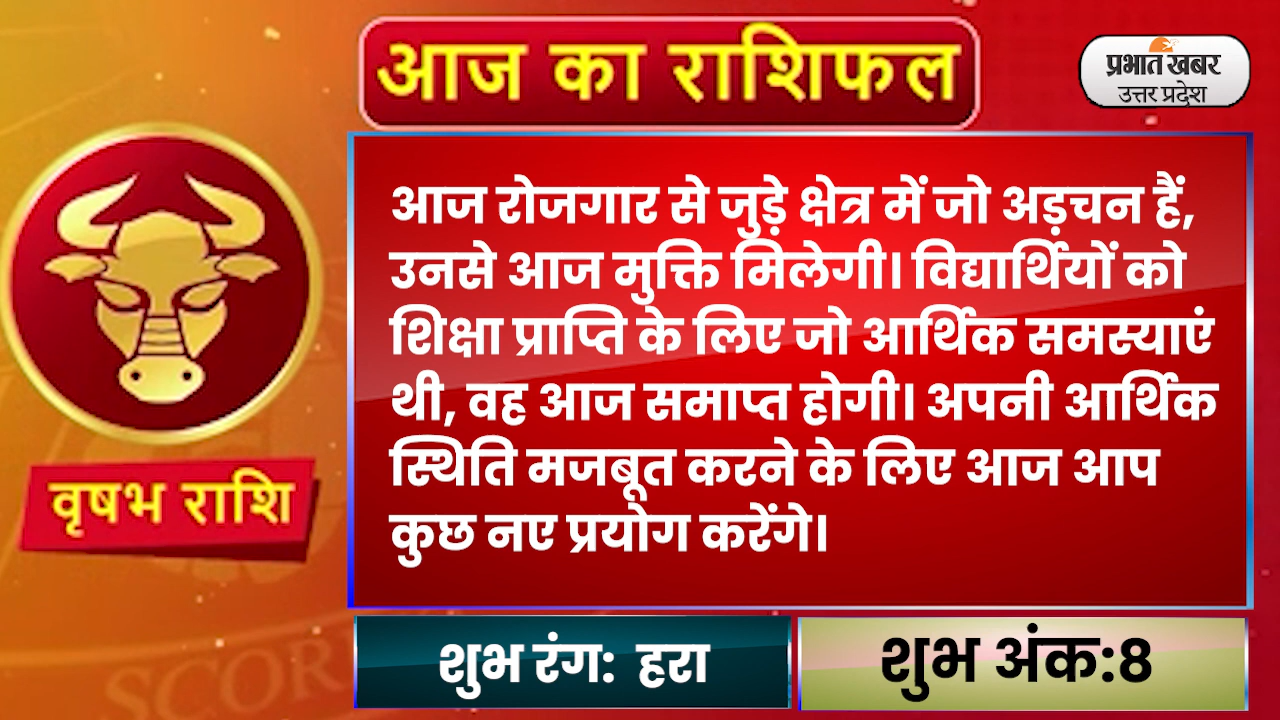 आज का राशिफल
प्रभात खबर
उत्तर प्रदेश
आज रोजगार से जुड़े क्षेत्र में जो अड़चन हैं,
उनसे आज मुक्ति मिलेगी। विद्यार्थियों को
शिक्षा प्राप्ति के लिए जो आर्थिक समस्याएं
थी, वह आज समाप्त होगी। अपनी आर्थिक
स्थिति मजबूत करने के लिए आज आप
कुछ नए प्रयोग करेंगे।
वृषभ राशि
शुभ रंग: हरा
शुभ अंक:8
SCOR